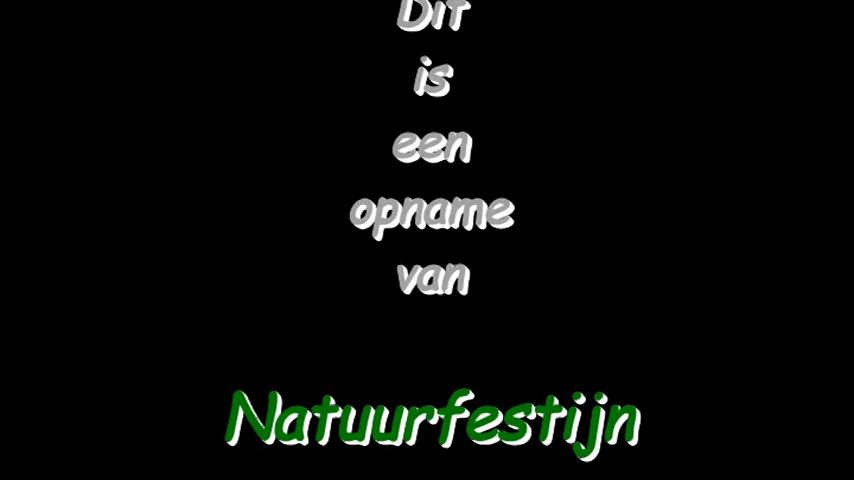 Dit
is
een
opname
van
Natuurfestijn